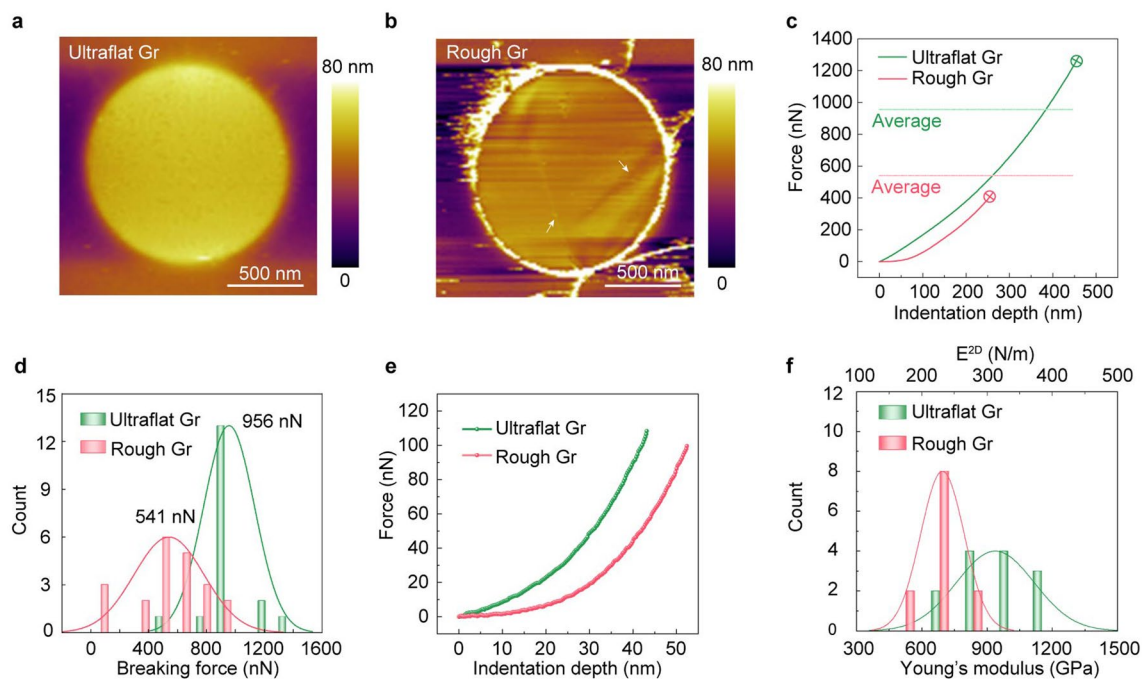 a
Ultraflat Gr
80 nm
0
500 nm
b
Rough Gr
80 nm
0
500 nm
c
1400
1200
1000
800
600
400
200
0
Force (nN)
Ultraflat Gr
Rough Gr
Average
Average
0 100 200 300 400 500
Indentation depth (nm)
d
15
12
9
6
3
0
Count
Ultraflat Gr
Rough Gr
956 nN
541 nN
0 400 800 1200 1600
Breaking force (nN)
e
120
100
80
60
40
20
0
Force (nN)
Ultraflat Gr
Rough Gr
0 10 20 30 40 50
Indentation depth (nm)
f
E²ᴰ (N/m)
100 200 300 400 500
Ultraflat Gr
Rough Gr
8
6
4
2
0
Count
300 600 900 1200 1500
Young's modulus (GPa)